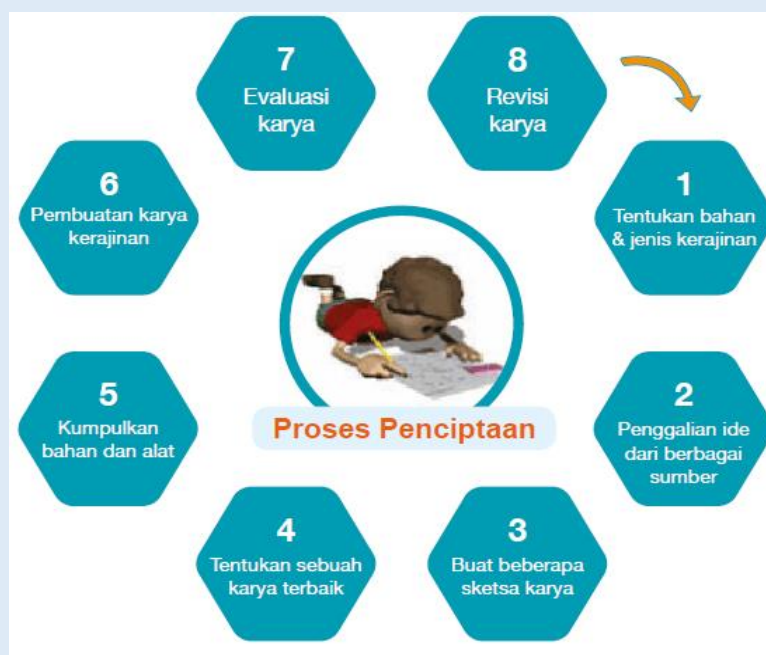 7
Evaluasi
karya
8
Revisi
karya
6
Pembuatan karya
kerajinan
1
Tentukan bahan
& jenis kerajinan
Proses Penciptaan
5
Kumpulkan
bahan dan alat
2
Penggalian ide
dari berbagai
sumber
4
Tentukan sebuah
karya terbaik
3
Buat beberapa
sketsa karya